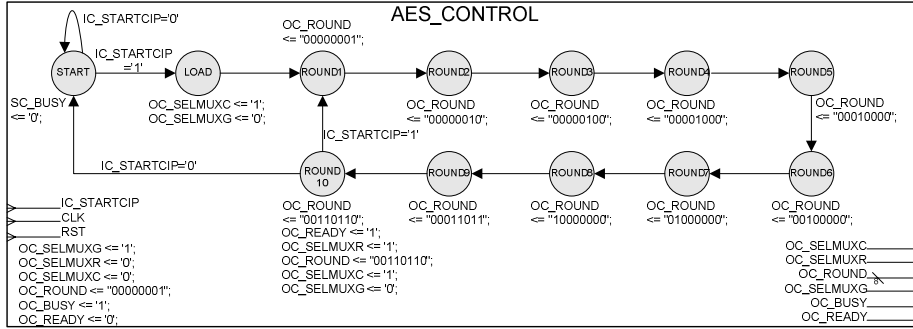 AES_CONTROL
IC_STARTCIP='0'
IC_STARTCIP
='1'
OC_ROUND
<= "00000001";
START
LOAD
ROUND1
ROUND2
ROUND3
ROUND4
ROUND5
SC_BUSY
<= '0';
OC_SELMUXC <= '1';
OC_SELMUXG <= '0';
OC_ROUND
<= "00000010";
OC_ROUND
<= "00000100";
OC_ROUND
<= "00001000";
OC_ROUND
<= "00010000";
IC_STARTCIP='1'
IC_STARTCIP='0'
ROUND
10
ROUND9
ROUND8
ROUND7
ROUND6
OC_ROUND
<= "00110110";
OC_READY <= '1';
OC_SELMUXR <= '1';
OC_ROUND <= "00110110";
OC_SELMUXC <= '1';
OC_SELMUXG <= '0';
OC_ROUND
<= "00011011";
OC_ROUND
<= "10000000";
OC_ROUND
<= "01000000";
OC_ROUND
<= "00100000";
IC_STARTCIP
CLK
RST
OC_SELMUXG <= '1';
OC_SELMUXR <= '0';
OC_SELMUXC <= '0';
OC_ROUND <= "00000001";
OC_BUSY <= '1';
OC_READY <= '0';
OC_SELMUXC
OC_SELMUXR
OC_ROUND
OC_SELMUXG
OC_BUSY
OC_READY